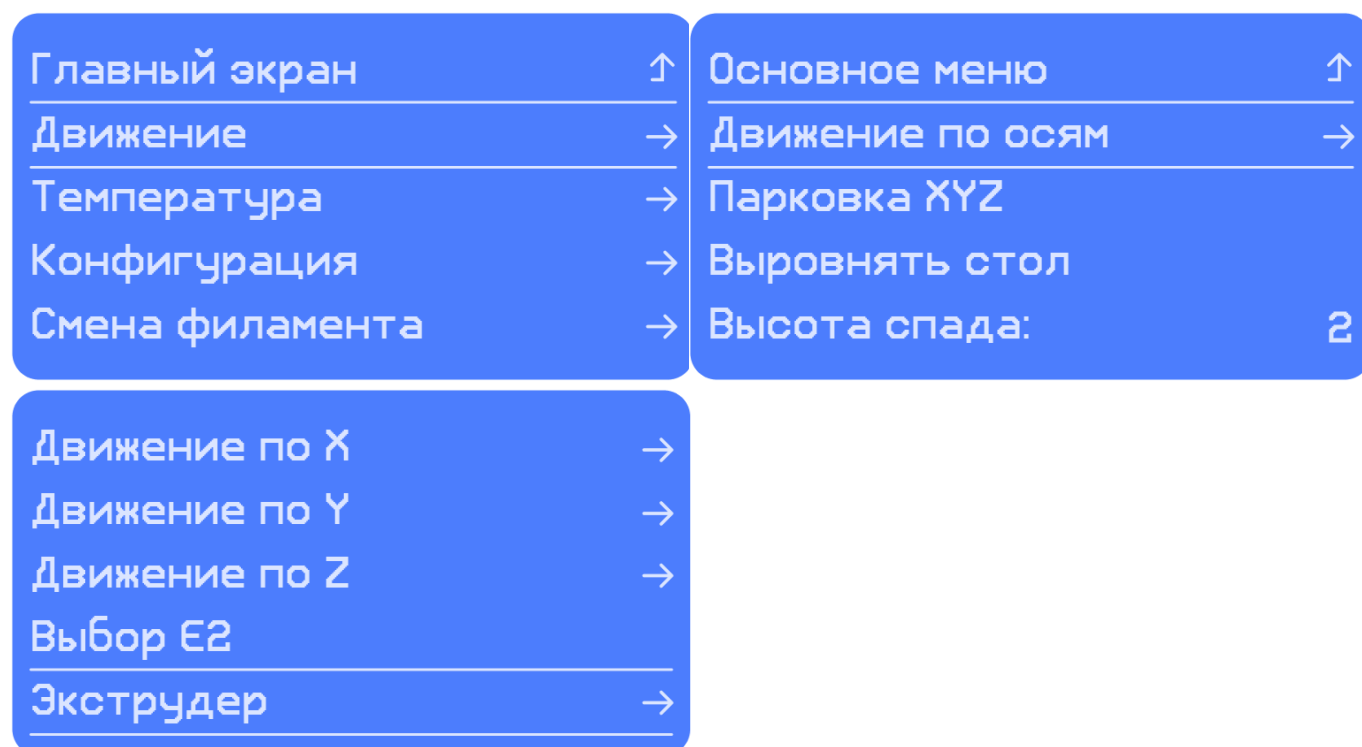 Главный экран
Движение
Температура
Конфигурация
Смена филамента
Основное меню
Движение по осям
Парковка XYZ
Выровнять стол
Высота спада: 2
Движение по X
Движение по Y
Движение по Z
Выбор E2
Экструдер